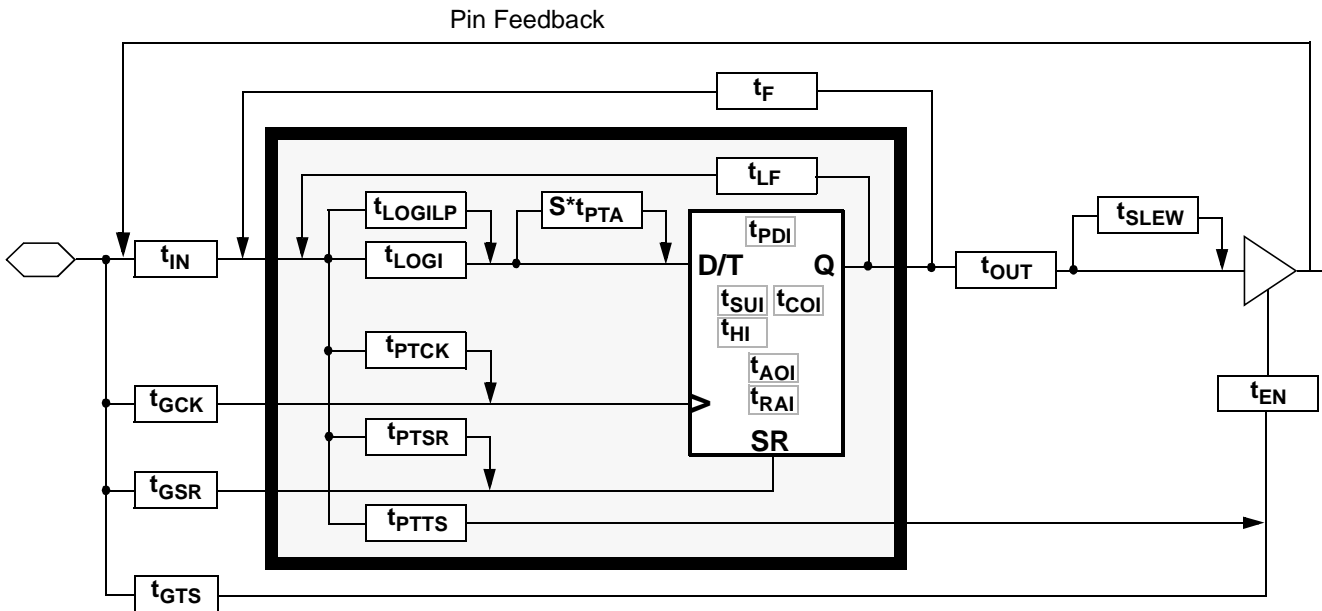 Pin Feedback
tF
tLF
tLOGILP
S*tPTA
tSLEW
tPDI
tIN
tLOGI
D/T
Q
tOUT
tSUI
tCOI
tHI
tPTCK
tAOI
tEN
tGCK
tRAI
tPTSR
SR
tGSR
tPTTS
tGTS